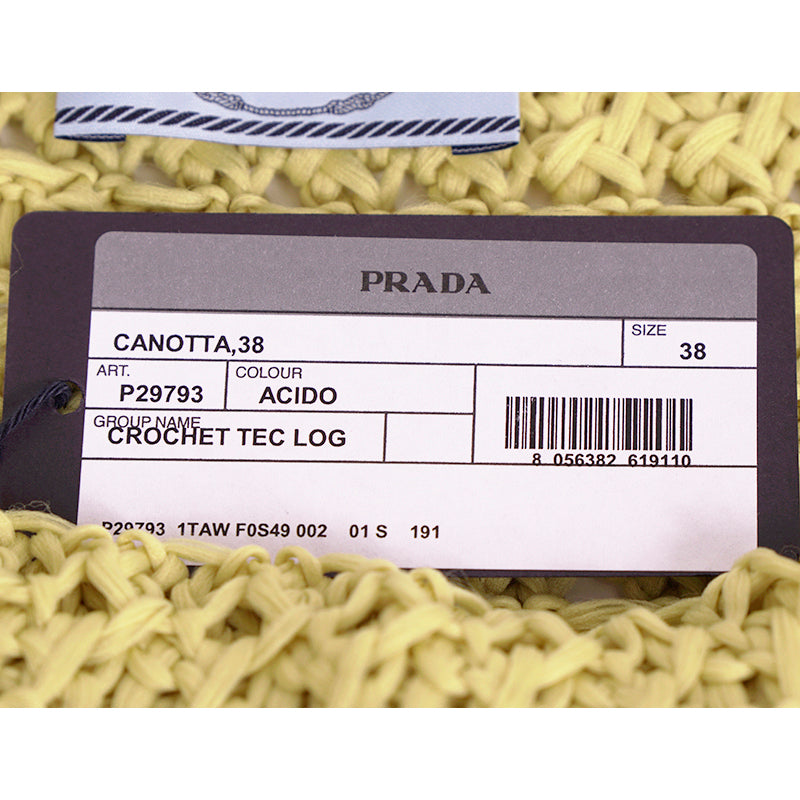 PRADA
CANOTTA,38
SIZE
38
ART.
P29793
COLOUR
ACIDO
GROUP NAME
CROCHET TEC LOG
8 056382 619110
P29793 1TAW F0S49 002 01 S 191